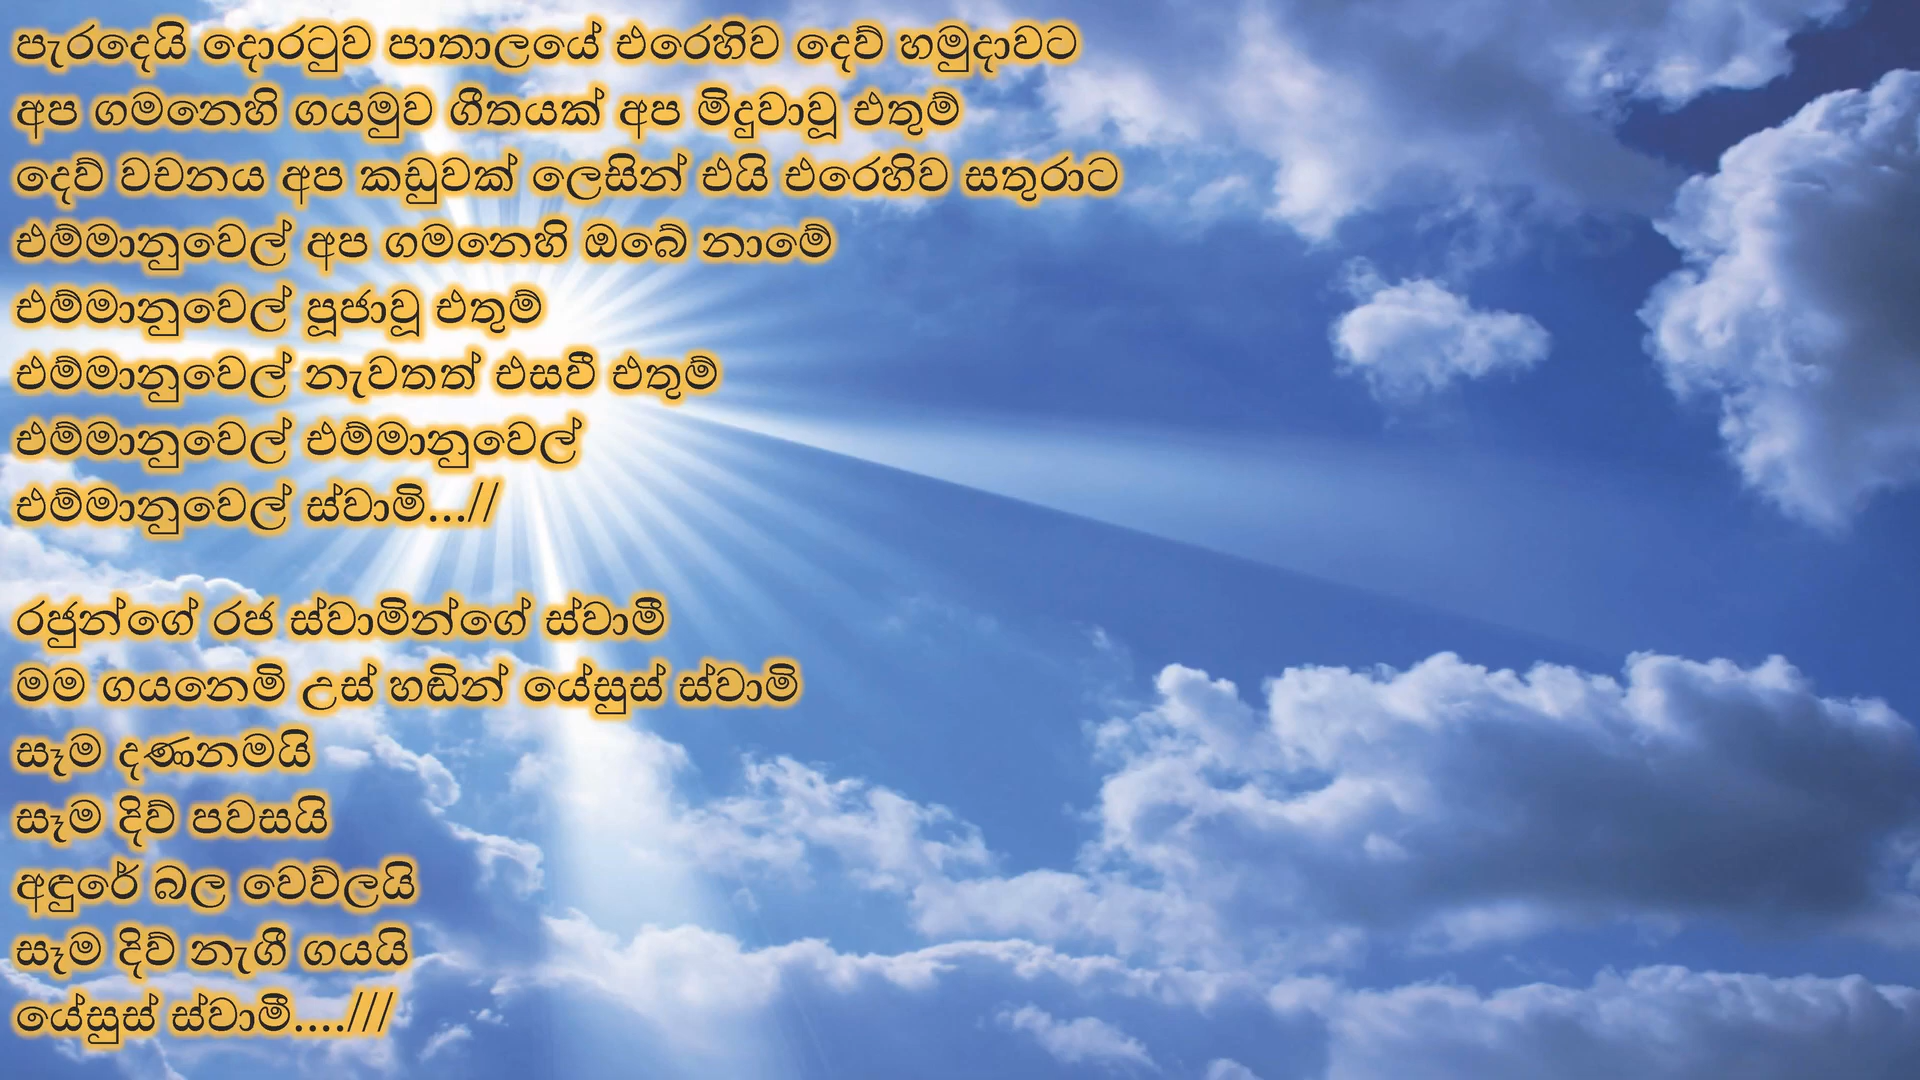 පැරදෙයි දොරටුව පාතාලයේ එරෙහිව දෙව් හමුදාවට
අප ගමනෙහි ගයමුව ගීතයක් අප මිදුවාවූ එතුම්
දෙව් වචනය අප කඩුවක් ලෙසින් එයි එරෙහිව සතුරාට
එම්මානුවෙල් අප ගමනෙහි ඔබේ නාමේ
එම්මානුවෙල් පූජාවූ එතුම්
එම්මානුවෙල් නැවතත් එසවී එතුම්
එම්මානුවෙල් එම්මානුවෙල්
එම්මානුවෙල් ස්වාමි...//
රජුන්ගේ රජ ස්වාමින්ගේ ස්වාමී
මම ගයනෙමි උස් හඬින් යේසුස් ස්වාමි
සෑම දණනමයි
සෑම දිව් පවසයි
අඳුරේ බල වෙව්ලයි
සෑම දිව් නැගී ගයයි
යේසුස් ස්වාමී....///